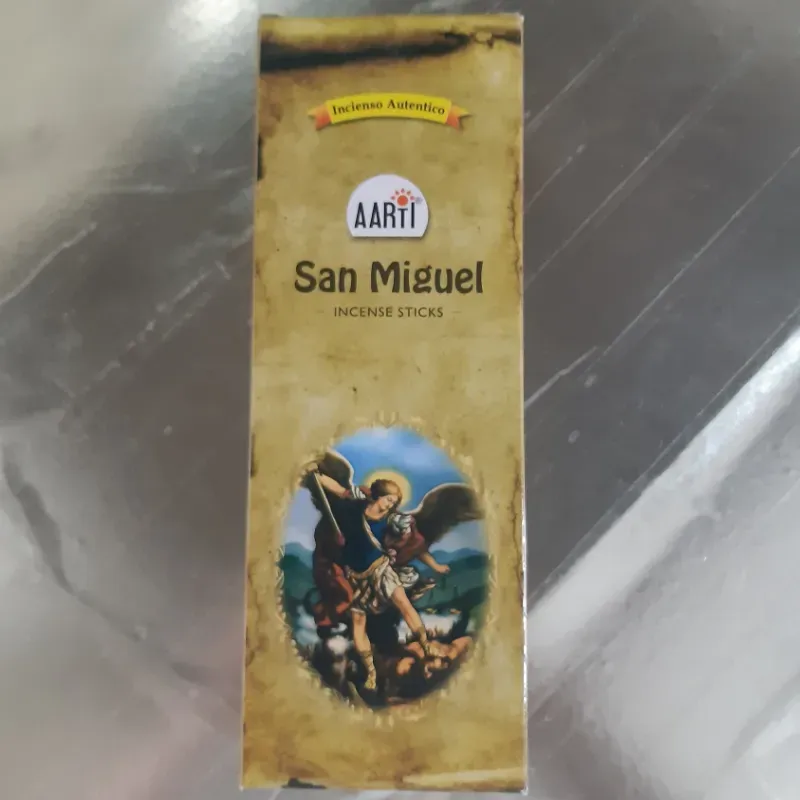 Incienso Autentico
AARTI®
San Miguel
INCENSE STICKS